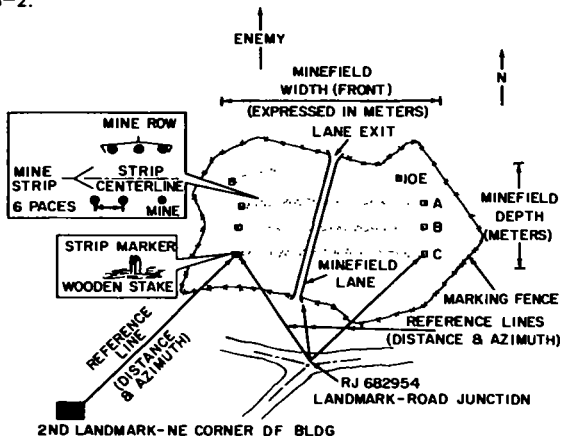 6-2.
ENEMY
N
MINEFIELD
WIDTH (FRONT)
(EXPRESSED IN METERS)
LANE EXIT
MINE ROW
MINE
STRIP
STRIP
CENTERLINE
6 PACES
MINE
IOE
A
B
C
MINEFIELD
DEPTH
(METERS)
STRIP MARKER
WOODEN STAKE
MINEFIELD
LANE
MARKING FENCE
REFERENCE LINES
(DISTANCE & AZIMUTH)
REFERENCE
LINE
(DISTANCE
& AZIMUTH)
RJ 682954
LANDMARK-ROAD JUNCTION
2ND LANDMARK-NE CORNER OF BLDG